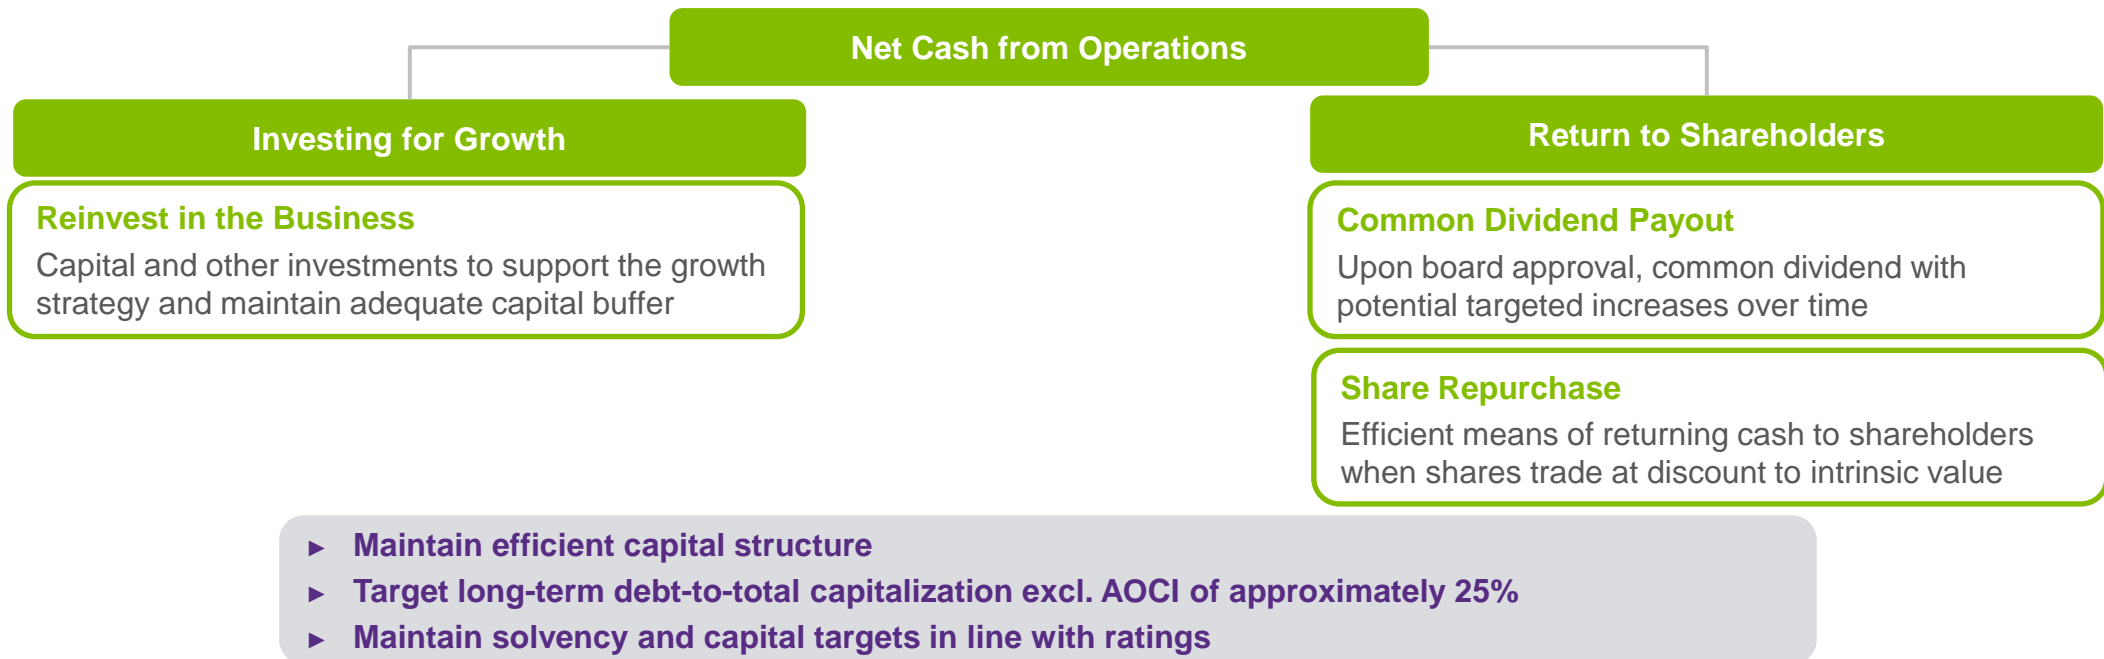 Net Cash from Operations
Investing for Growth
Reinvest in the Business
Capital and other investments to support the growth
strategy and maintain adequate capital buffer
Return to Shareholders
Common Dividend Payout
Upon board approval, common dividend with
potential targeted increases over time
Share Repurchase
Efficient means of returning cash to shareholders
when shares trade at discount to intrinsic value
► Maintain efficient capital structure
► Target long-term debt-to-total capitalization excl. AOCI of approximately 25%
► Maintain solvency and capital targets in line with ratings